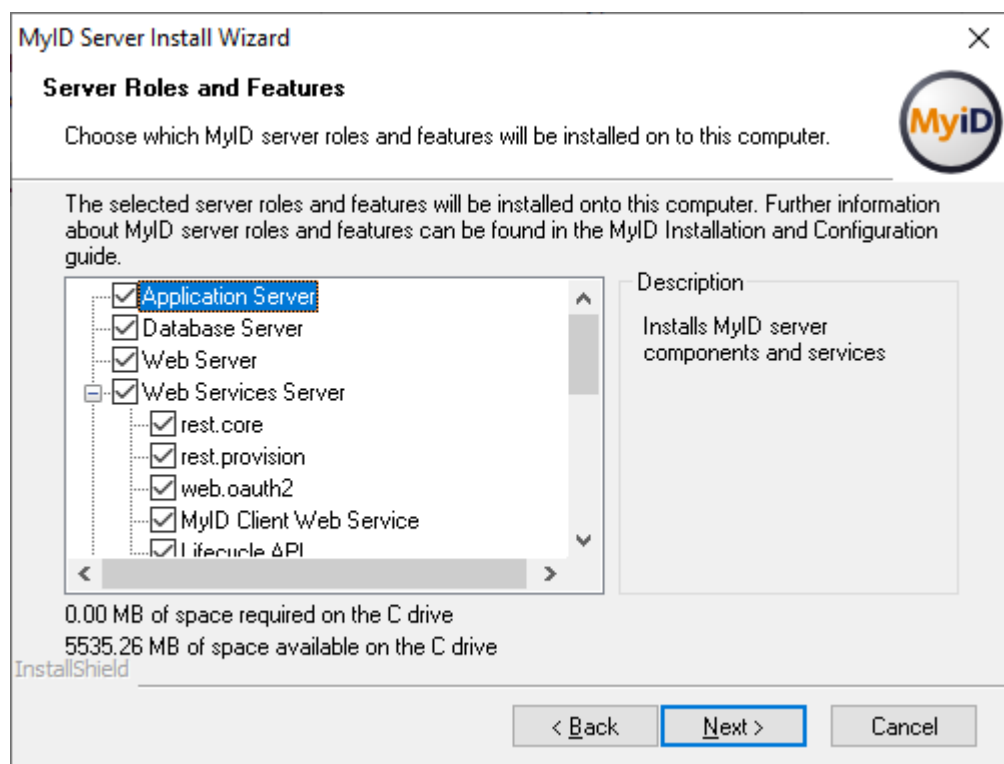 MyID Server Install Wizard
Server Roles and Features
Choose which MyID server roles and features will be installed on to this computer.
MyiD
The selected server roles and features will be installed onto this computer. Further information
about MyID server roles and features can be found in the MyID Installation and Configuration
guide.
Application Server
Database Server
Web Server
Web Services Server
rest.core
rest.provision
web.oauth2
MyID Client Web Service
Lifecycle API
Description
Installs MyID server
components and services
0.00 MB of space required on the C drive
5535.26 MB of space available on the C drive
InstallShield
< Back
Next >
Cancel